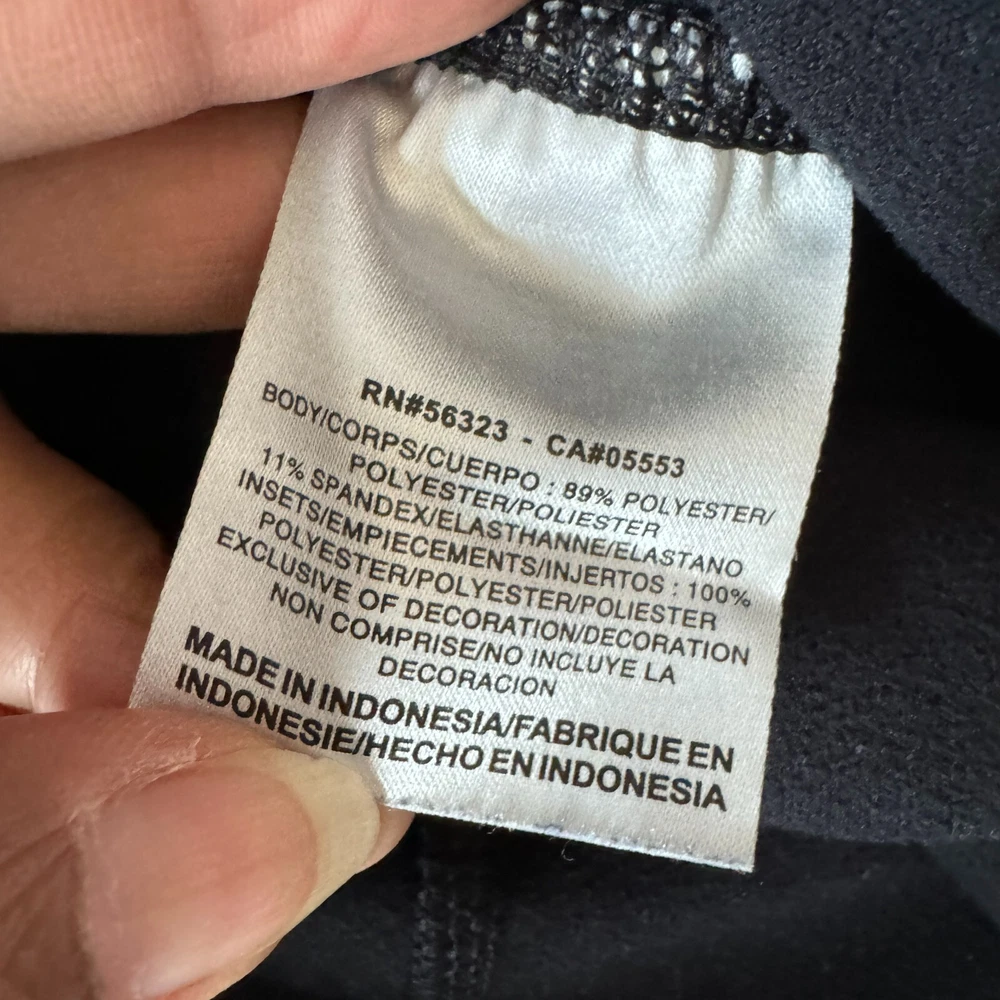 RN#56323 - CA#05553
BODY/CORPS/CUERPO : 89% POLYESTER/
POLYESTER/POLIESTER
11% SPANDEX/ELASTHANNE/ELASTANO
INSETS/EMPIECEMENTS/INJERTOS : 100%
POLYESTER/POLYESTER/POLIESTER
EXCLUSIVE OF DECORATION/DECORATION
NON COMPRISE/NO INCLUYE LA
DECORACION
MADE IN INDONESIA/FABRIQUE EN
INDONESIE/HECHO EN INDONESIA